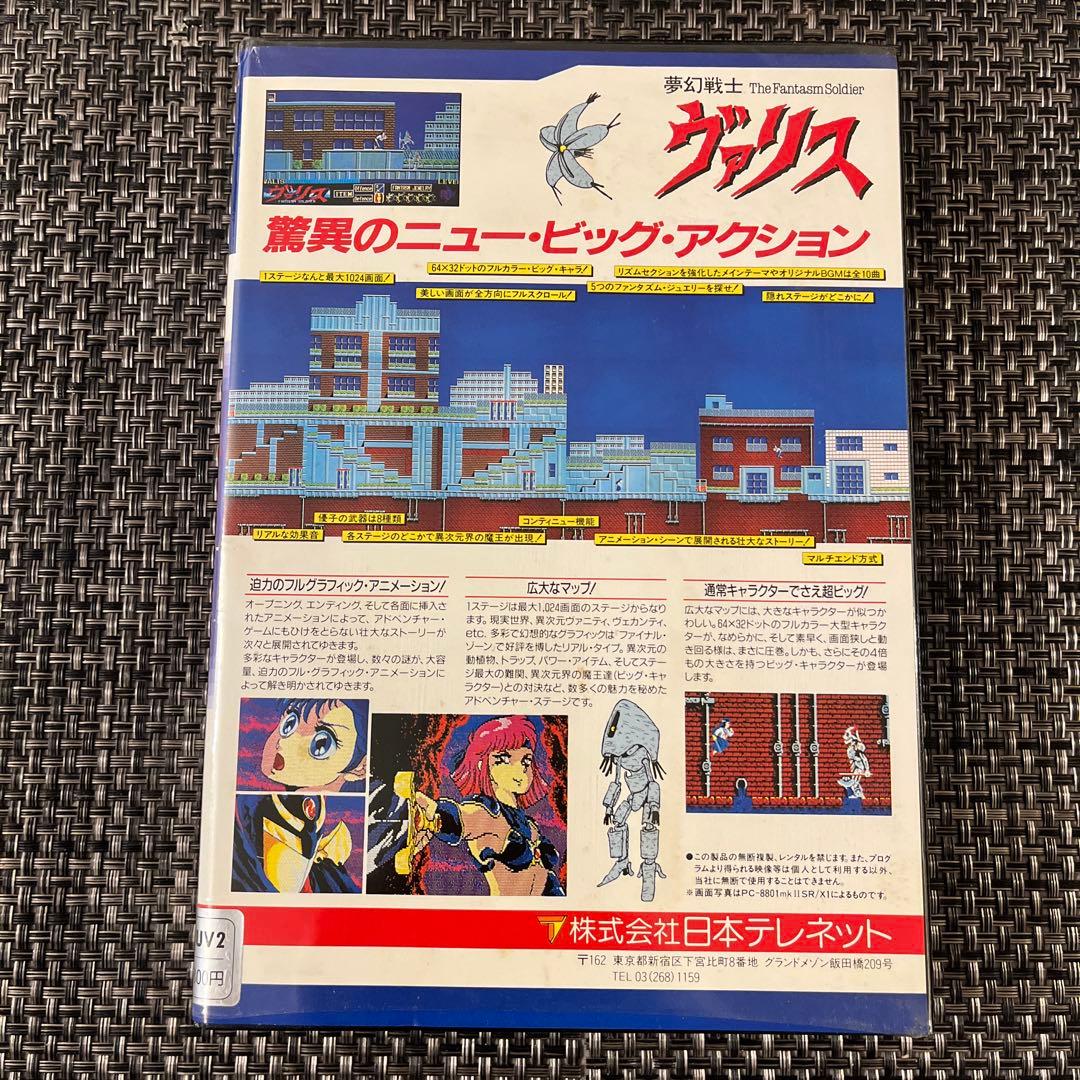 夢幻戦士 The Fantasm Soldier
ヴァリス
VALIS
LEVEL
ヴァリス
ITEM
Offence
Defence
FANTASM JEWELRY
驚異のニュー・ビッグ・アクション
1ステージなんと最大1024画面!
64×32ドットのフルカラー・ビッグ・キャラ!
リズムセクションを強化したメインテーマやオリジナルBGMは全10曲
美しい画面が全方向にフルスクロール!
5つのファンタズム・ジュエリーを探せ!
隠れステージがどこかに!
優子の武器は8種類
コンティニュー機能
リアルな効果音
各ステージのどこかで異次元界の魔王が出現!
アニメーション・シーンで展開される壮大なストーリー!
マルチエンド方式
迫力のフルグラフィック・アニメーション!
オープニング、エンディング、そして各面に挿入さ
れたアニメーションによって、アドベンチャー・
ゲームにもひけをとらない壮大なストーリーが
次々と展開されてゆきます。
多彩なキャラクターが登場し、数々の謎が、大容
量、迫力のフル・グラフィック・アニメーションに
よって解き明かされてゆきます。
広大なマップ!
1ステージは最大1,024画面のステージからなり
ます。現実世界、異次元ヴァニティ、ヴェカンティ、
etc. 多彩で幻想的なグラフィックは「ファイナル・
ゾーン」で好評を博したリアル・タイプ。異次元の
動植物、トラップ、パワー・アイテム、そしてステー
ジ最大の難関、異次元界の魔王達(ビッグ・キャ
ラクター)との対決など、数多くの魅力を秘めた
アドベンチャー・ステージです。
通常キャラクターでさえ超ビッグ!
広大なマップには、大きなキャラクターが似つか
わしい。64×32ドットのフルカラー大型キャラク
ターが、なめらかに、そして素早く、画面狭しと動
き回る様は、まさに圧巻。しかも、さらにその4倍
もの大きさを持つビッグ・キャラクターが登場
します。
●この製品の無断複製、レンタルを禁じます。また、プログ
ラムより得られる映像等は個人として利用する以外、
当社に無断で使用することはできません。
※画面写真はPC-8801mkⅡSR/X1によるものです。
株式会社日本テレネット
〒162 東京都新宿区下宮比町8番地 グランドメゾン飯田橋209号
TEL 03(268)1159
UV2
00円